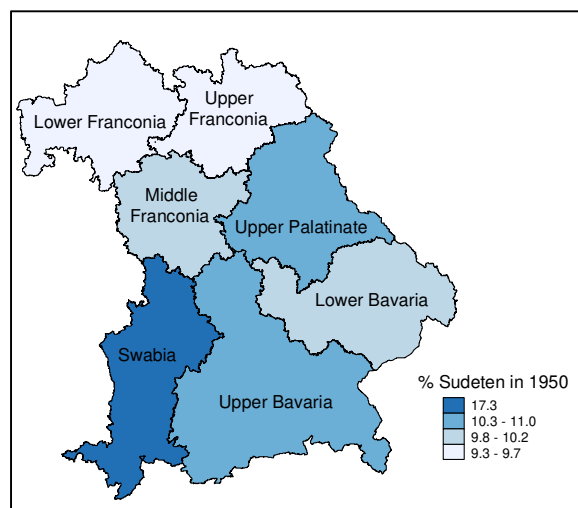 Upper
Franconia
Lower Franconia
Middle
Franconia
Upper Palatinate
Lower Bavaria
Swabia
Upper Bavaria
% Sudeten in 1950
17.3
10.3 - 11.0
9.8 - 10.2
9.3 - 9.7